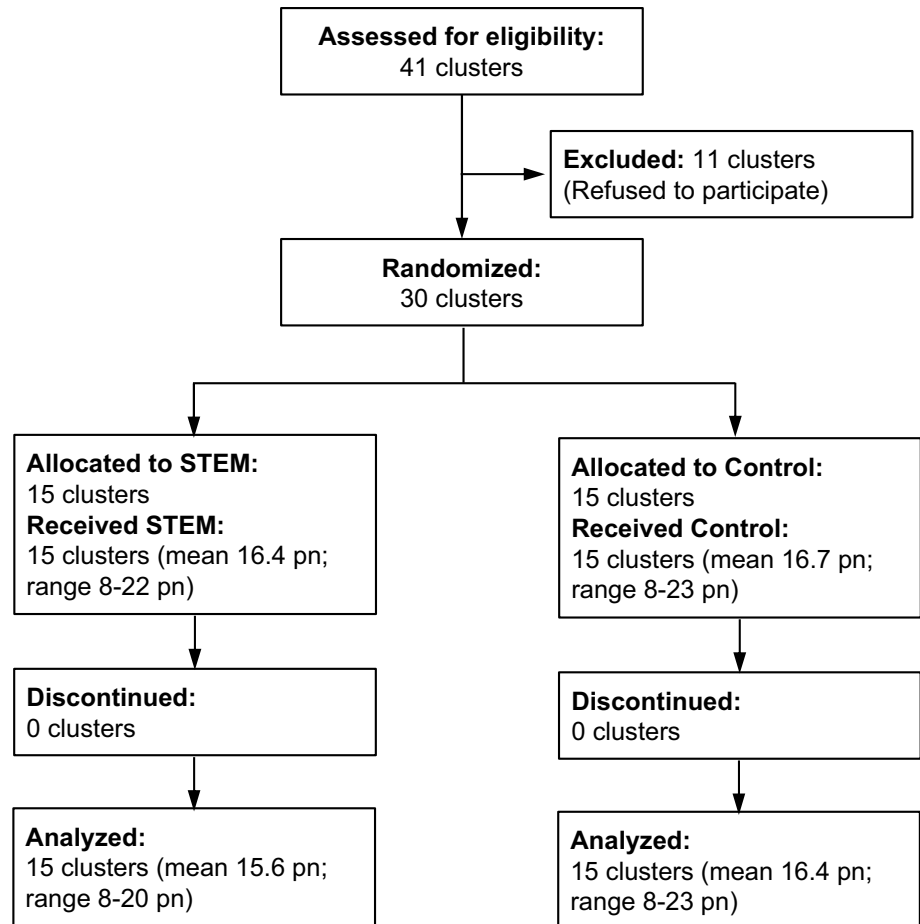 Assessed for eligibility:
41 clusters
Excluded: 11 clusters
(Refused to participate)
Randomized:
30 clusters
Allocated to STEM:
15 clusters
Received STEM:
15 clusters (mean 16.4 pn;
range 8-22 pn)
Allocated to Control:
15 clusters
Received Control:
15 clusters (mean 16.7 pn;
range 8-23 pn)
Discontinued:
0 clusters
Discontinued:
0 clusters
Analyzed:
15 clusters (mean 15.6 pn;
range 8-20 pn)
Analyzed:
15 clusters (mean 16.4 pn;
range 8-23 pn)